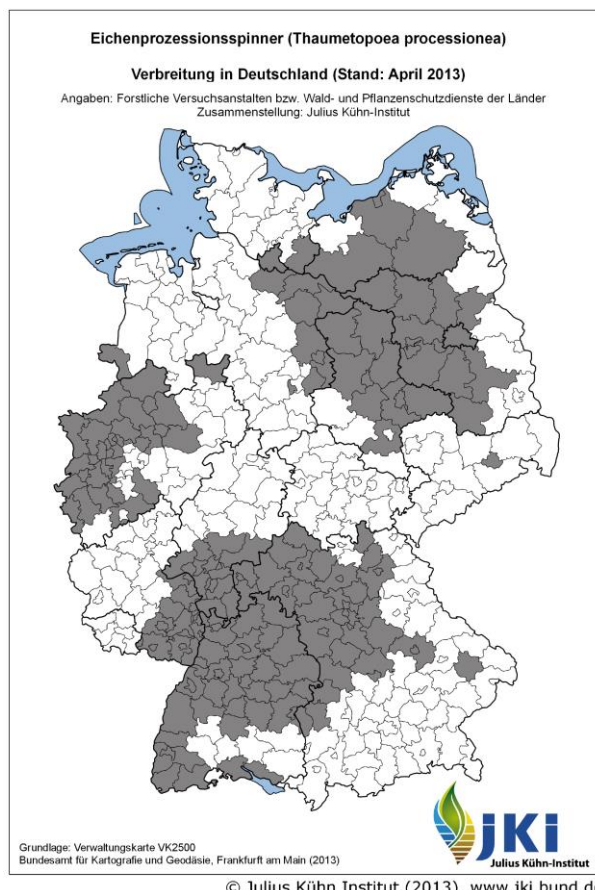 Eichenprozessionsspinner (Thaumetopoea processionea)
Verbreitung in Deutschland (Stand: April 2013)
Angaben: Forstliche Versuchsanstalten bzw. Wald- und Pflanzenschutzdienste der Länder
Zusammenstellung: Julius Kühn-Institut
JKI
Julius Kühn-Institut
Grundlage: Verwaltungskarte VK2500
Bundesamt für Kartografie und Geodäsie, Frankfurft am Main (2013)
© Julius Kühn Institut (2013), www.jki.bund.de